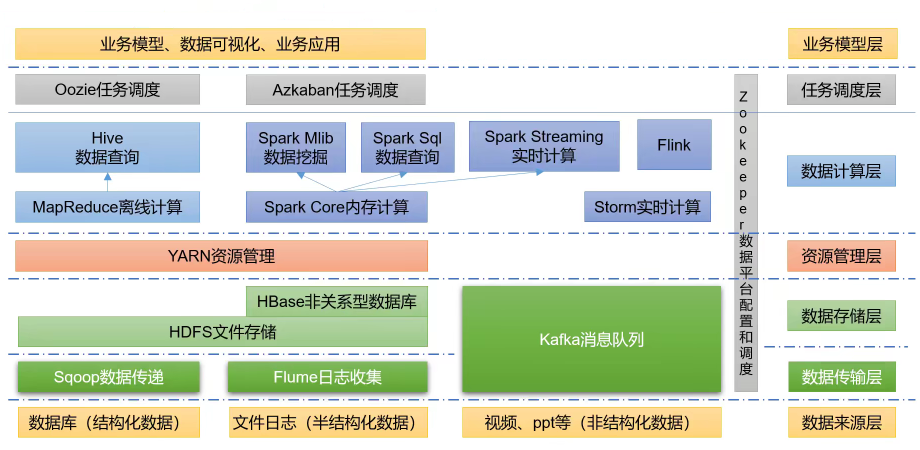 业务模型、数据可视化、业务应用
业务模型层
Oozie任务调度
Azkaban任务调度
任务调度层
Hive
数据查询
Spark Mlib
数据挖掘
Spark Sql
数据查询
Spark Streaming
实时计算
Flink
数据计算层
MapReduce离线计算
Spark Core内存计算
Storm实时计算
Zoookeeper数据平台配置和调度
YARN资源管理
资源管理层
HBase非关系型数据库
HDFS文件存储
Kafka消息队列
数据存储层
Sqoop数据传递
Flume日志收集
数据传输层
数据库（结构化数据）
文件日志（半结构化数据）
视频、ppt等（非结构化数据）
数据来源层